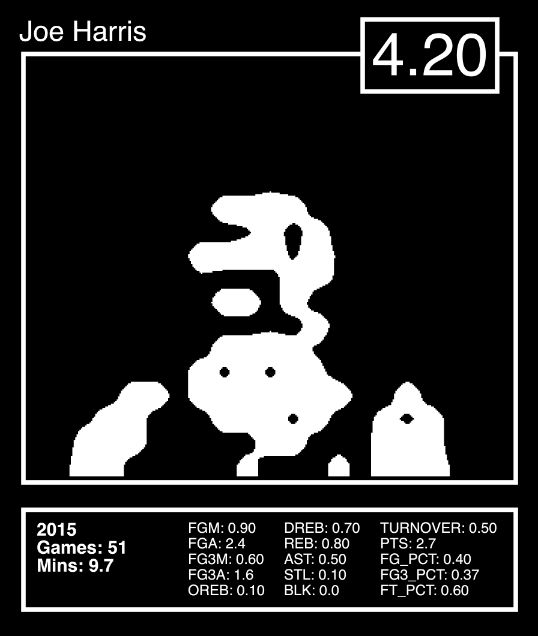 Joe Harris
4.20
2015
Games: 51
Mins: 9.7
FGM: 0.90
FGA: 2.4
FG3M: 0.60
FG3A: 1.6
OREB: 0.10
DREB: 0.70
REB: 0.80
AST: 0.50
STL: 0.10
BLK: 0.0
TURNOVER: 0.50
PTS: 2.7
FG_PCT: 0.40
FG3_PCT: 0.37
FT_PCT: 0.60